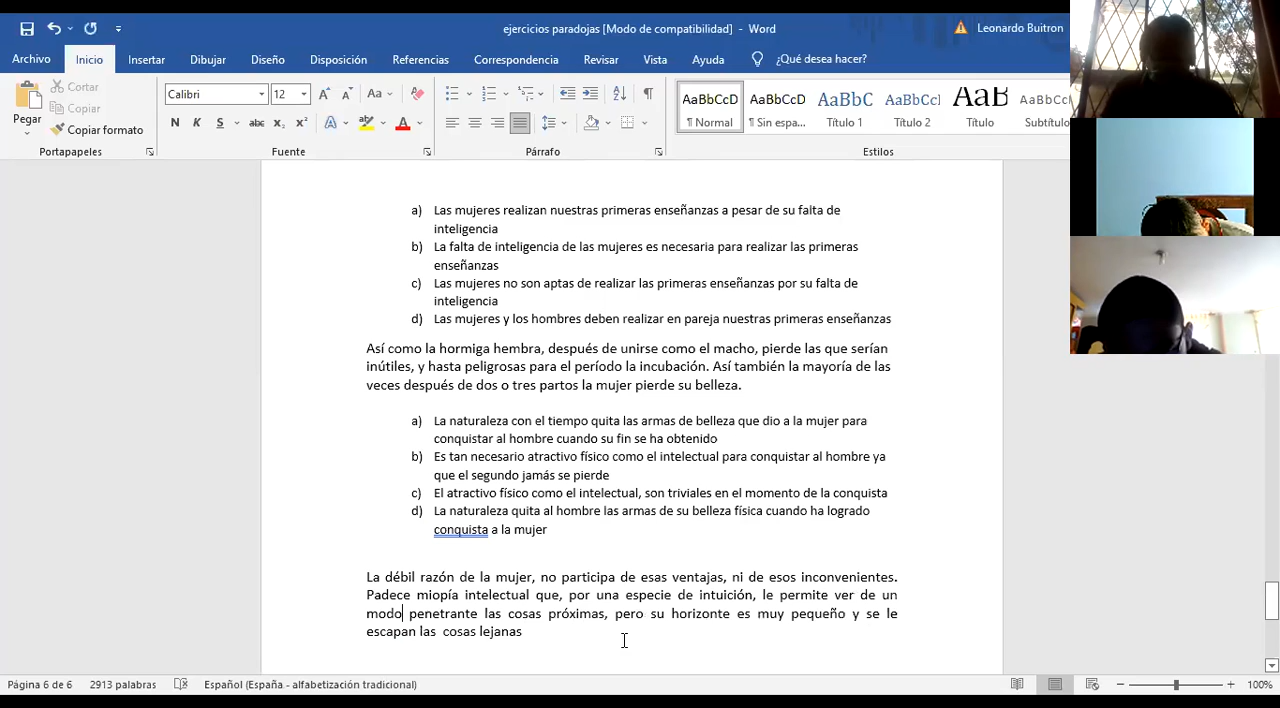 ejercicios paradojas [Modo de compatibilidad] - Word
Leonardo Buitron
Archivo Inicio Insertar Dibujar Diseño Disposición Referencias Correspondencia Revisar Vista Ayuda ¿Qué desea hacer?
Pegar
Cortar
Copiar
Copiar formato
Calibri 12
N K S abc x₂ x² A A
Aa
AaBbCcD AaBbCcD AaBbC AaBbCcl AaB AaBbCcD
¶ Normal ¶ Sin espa... Título 1 Título 2 Título Subtítulo
Portapapeles Fuente Párrafo Estilos
a) Las mujeres realizan nuestras primeras enseñanzas a pesar de su falta de
inteligencia
b) La falta de inteligencia de las mujeres es necesaria para realizar las primeras
enseñanzas
c) Las mujeres no son aptas de realizar las primeras enseñanzas por su falta de
inteligencia
d) Las mujeres y los hombres deben realizar en pareja nuestras primeras enseñanzas
Así como la hormiga hembra, después de unirse como el macho, pierde las que serían
inútiles, y hasta peligrosas para el período la incubación. Así también la mayoría de las
veces después de dos o tres partos la mujer pierde su belleza.
a) La naturaleza con el tiempo quita las armas de belleza que dio a la mujer para
conquistar al hombre cuando su fin se ha obtenido
b) Es tan necesario atractivo físico como el intelectual para conquistar al hombre ya
que el segundo jamás se pierde
c) El atractivo físico como el intelectual, son triviales en el momento de la conquista
d) La naturaleza quita al hombre las armas de su belleza física cuando ha logrado
conquista a la mujer
La débil razón de la mujer, no participa de esas ventajas, ni de esos inconvenientes.
Padece miopía intelectual que, por una especie de intuición, le permite ver de un
modo penetrante las cosas próximas, pero su horizonte es muy pequeño y se le
escapan las cosas lejanas
Página 6 de 6 2913 palabras Español (España - alfabetización tradicional) 100%